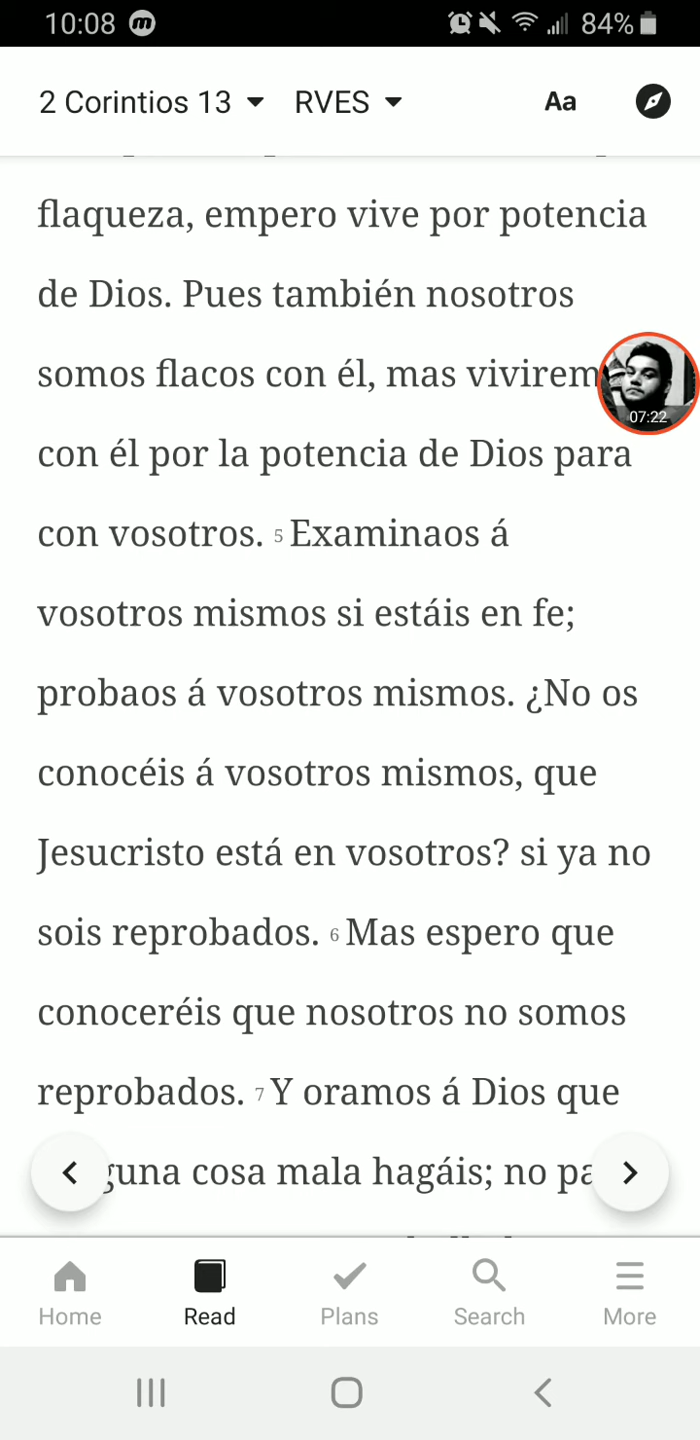 10:08 m 84%
2 Corintios 13 RVES Aa
flaqueza, empero vive por potencia
de Dios. Pues también nosotros
somos flacos con él, mas vivirem
07:22
con él por la potencia de Dios para
con vosotros. 5 Examinaos á
vosotros mismos si estáis en fe;
probaos á vosotros mismos. ¿No os
conocéis á vosotros mismos, que
Jesucristo está en vosotros? si ya no
sois reprobados. 6 Mas espero que
conoceréis que nosotros no somos
reprobados. 7 Y oramos á Dios que
guna cosa mala hagáis; no pa
Home Read Plans Search More